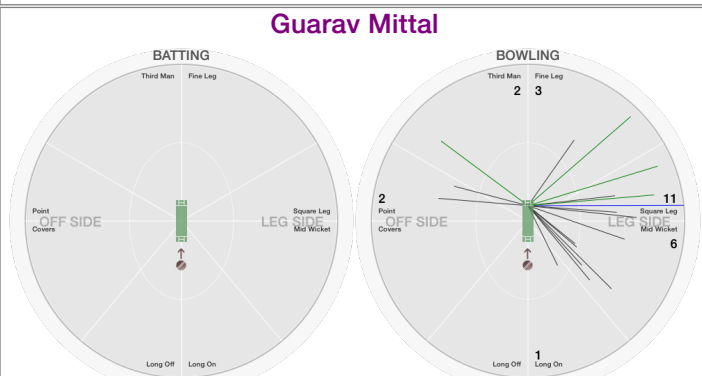 Guarav Mittal
BATTING
Third Man Fine Leg
Point Square Leg
OFF SIDE LEG SIDE
Covers Mid Wicket
Long Off Long On
BOWLING
Third Man Fine Leg
2 3
2 11
Point Square Leg
OFF SIDE LEG SIDE
Covers Mid Wicket
6
1
Long Off Long On